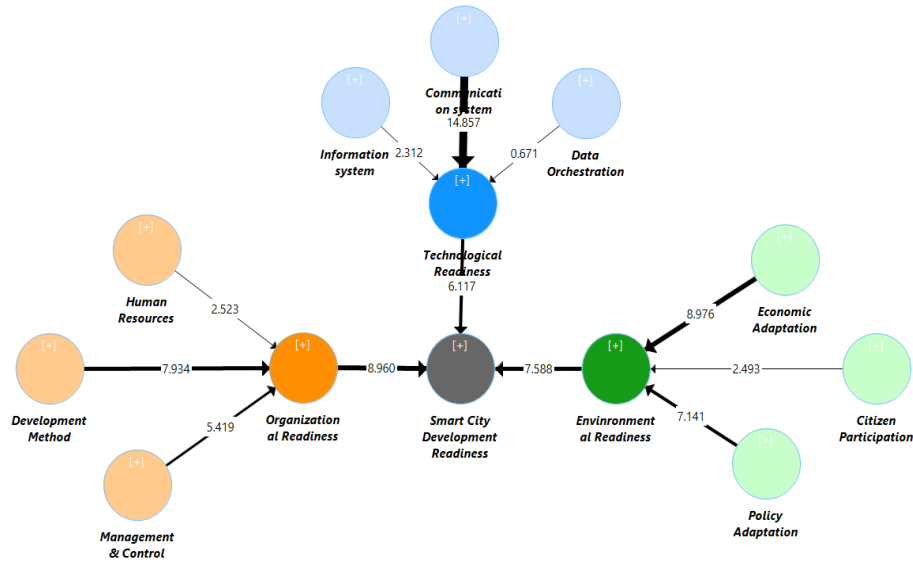 [+]
Communicati
on system
[+]
Information
system
[+]
Data
Orchestration
14.857
2.312
0.671
[+]
Technological
Readiness
6.117
[+]
Human
Resources
2.523
[+]
Development
Method
7.934
[+]
Management
& Control
5.419
[+]
Organization
al Readiness
8.960
[+]
Smart City
Development
Readiness
7.588
[+]
Environment
al Readiness
[+]
Economic
Adaptation
8.976
[+]
Citizen
Participation
2.493
[+]
Policy
Adaptation
7.141